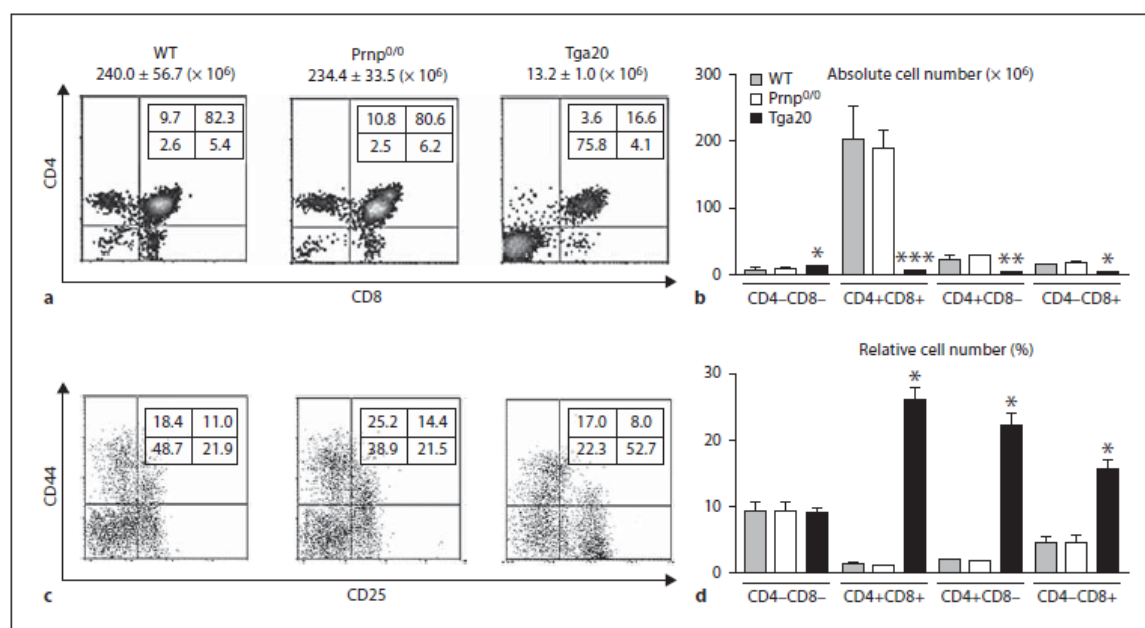 WT
240.0 ± 56.7 (× 10⁶)
Prnp⁰/⁰
234.4 ± 33.5 (× 10⁶)
Tga20
13.2 ± 1.0 (× 10⁶)
CD4
9.7 82.3
2.6 5.4
10.8 80.6
2.5 6.2
3.6 16.6
75.8 4.1
a
CD8
Absolute cell number (× 10⁶)
WT
Prnp⁰/⁰
Tga20
300
200
100
0
*
***
**
*
b
CD4–CD8– CD4+CD8+ CD4+CD8– CD4–CD8+
CD44
18.4 11.0
48.7 21.9
25.2 14.4
38.9 21.5
17.0 8.0
22.3 52.7
c
CD25
Relative cell number (%)
30
20
10
0
*
*
*
d
CD4–CD8– CD4+CD8+ CD4+CD8– CD4–CD8+